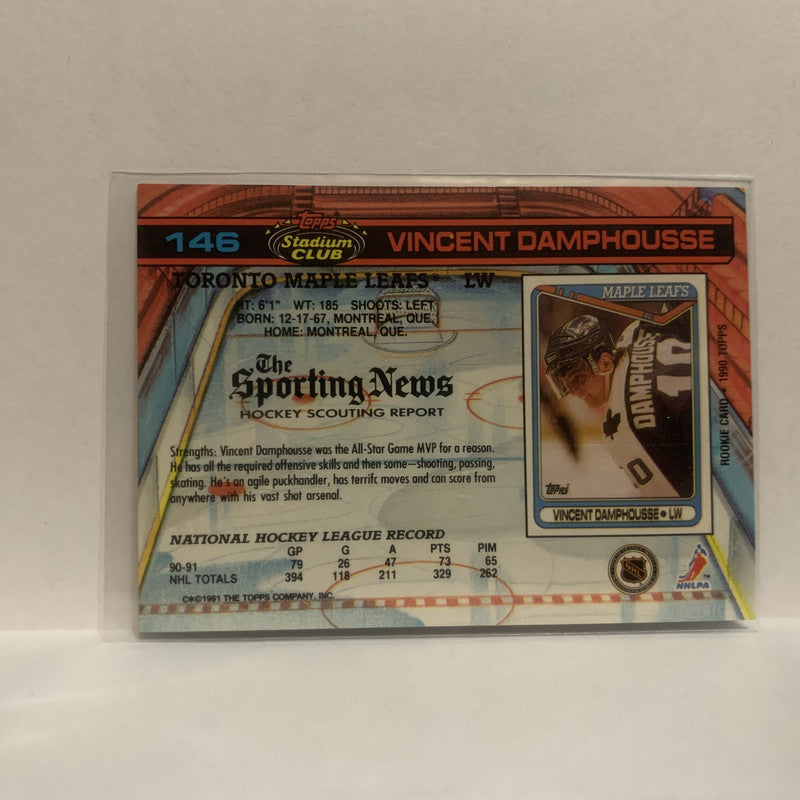 146
Topps
Stadium
CLUB
VINCENT DAMPHOUSSE
TORONTO MAPLE LEAFS® LW
HT: 6'1" WT: 185 SHOOTS: LEFT
BORN: 12-17-67, MONTREAL, QUE.
HOME: MONTREAL, QUE.
The
Sporting News
HOCKEY SCOUTING REPORT
Strengths: Vincent Damphousse was the All-Star Game MVP for a reason.
He has all the required offensive skills and then some—shooting, passing,
skating. He's an agile puckhandler, has terrifc moves and can score from
anywhere with his vast shot arsenal.
NATIONAL HOCKEY LEAGUE RECORD
GP G A PTS PIM
90-91 79 26 47 73 65
NHL TOTALS 394 118 211 329 262
C✻©1991 THE TOPPS COMPANY, INC.
MAPLE LEAFS
DAMPHOUSSE
10
10
Topps
VINCENT DAMPHOUSSE • LW
ROOKIE CARD • 1990 TOPPS
NHL
NHLPA
TM